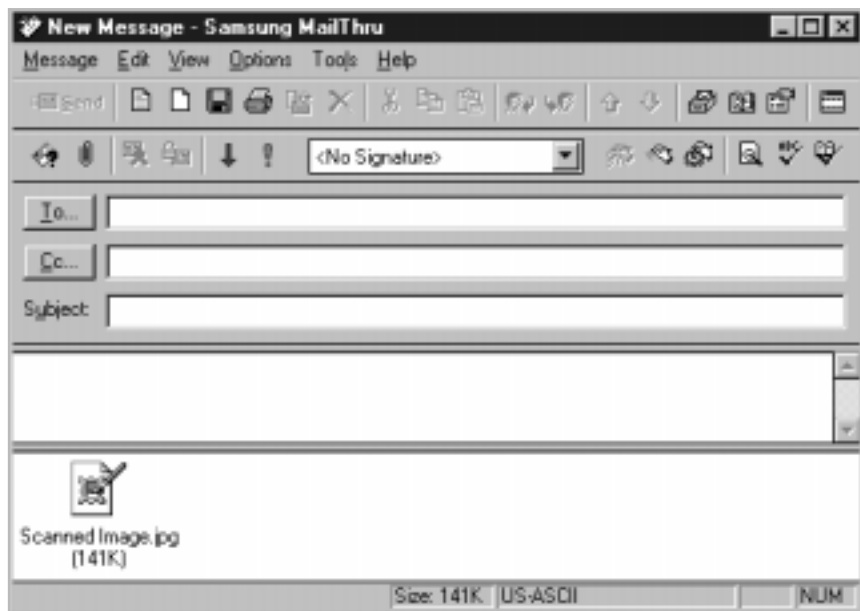 New Message - Samsung MailThru
Message Edit View Options Tools Help
Send
<No Signature>
To...
Cc...
Subject:
Scanned Image.jpg
(141K)
Size: 141K US-ASCII NUM